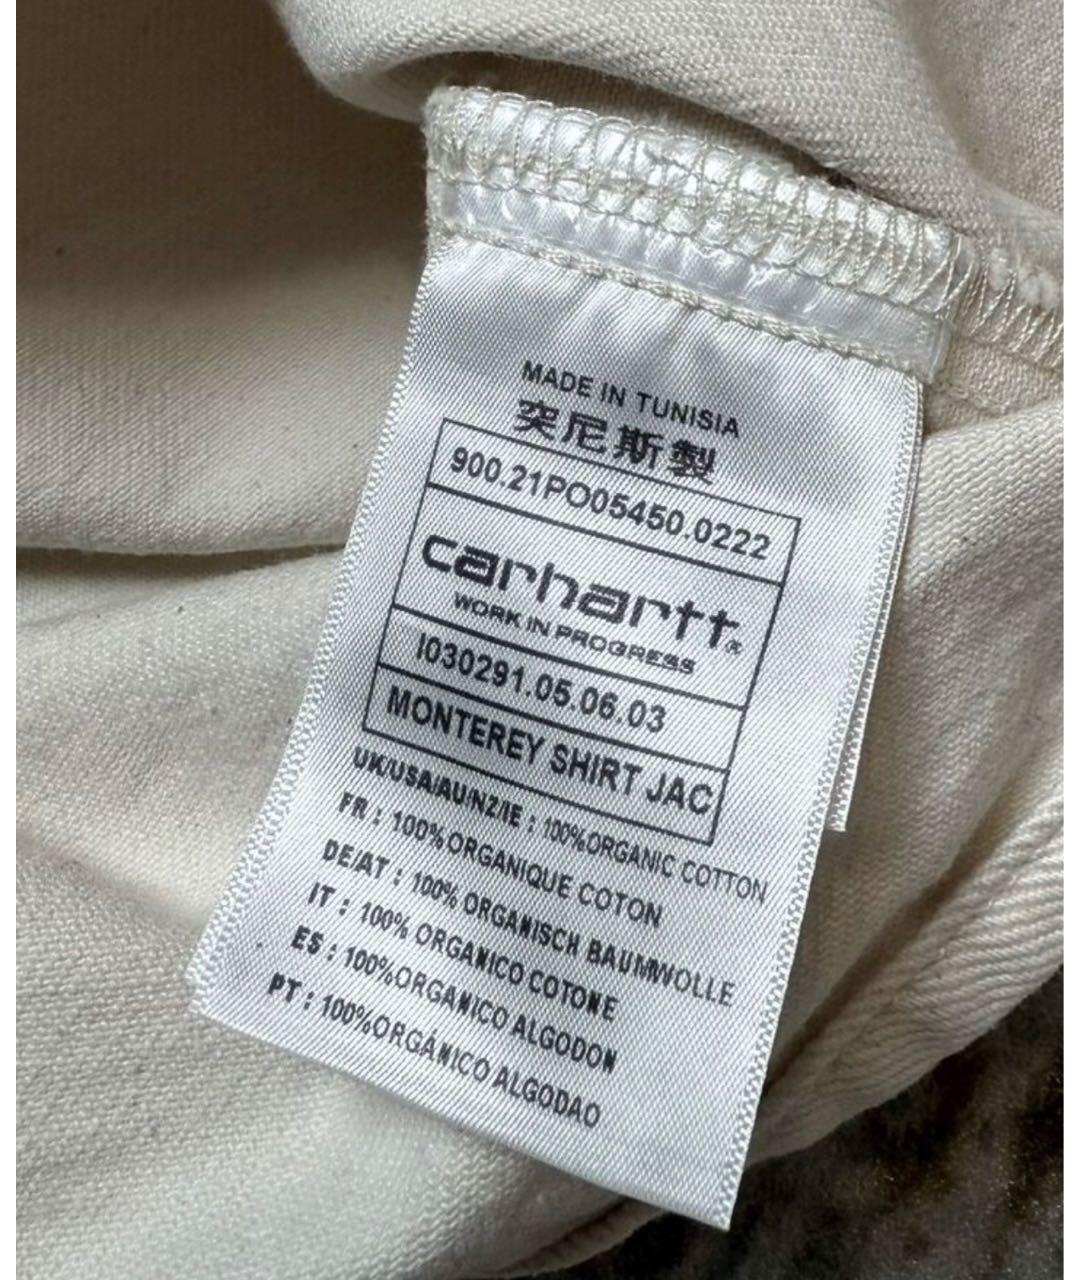 MADE IN TUNISIA
突尼斯製
900.21PO05450.0222
carhartt®
WORK IN PROGRESS
I030291.05.06.03
MONTEREY SHIRT JAC
UK/USA/AU/NZ/IE : 100%ORGANIC COTTON
FR : 100%ORGANIQUE COTON
DE/AT : 100% ORGANISCH BAUMWOLLE
IT : 100% ORGANICO COTONE
ES : 100%ORGANICO ALGODON
PT : 100%ORGÁNICO ALGODAO